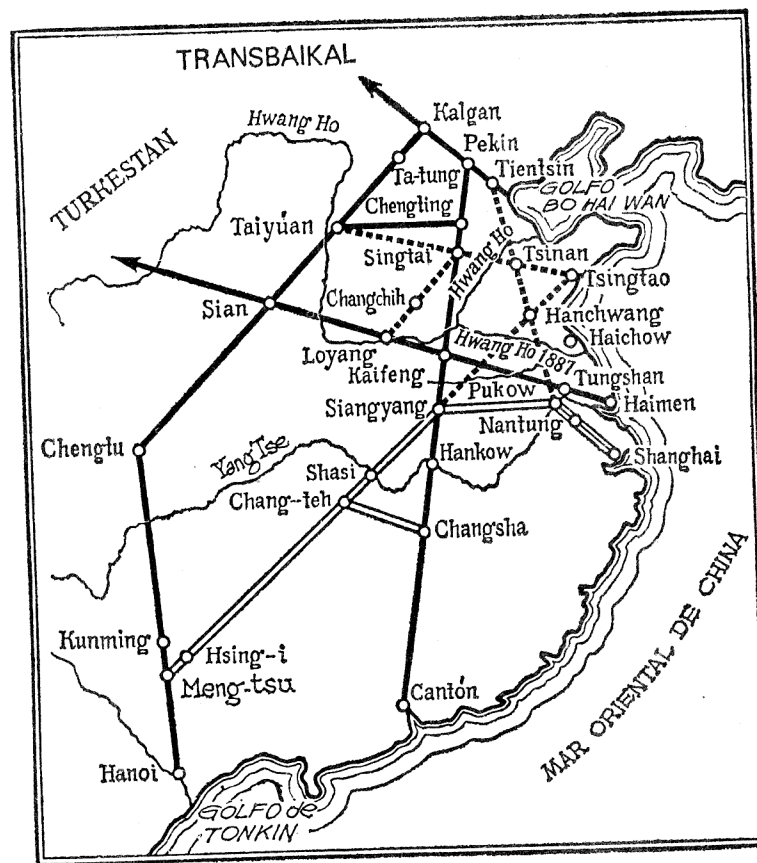 TRANSBAIKAL
Hwang Ho
Kalgan
Pekin
TURKESTAN
Ta-tung
Tientsin
Chengting
GOLFO
BO HAI WAN
Taiyúan
Hwang Ho
Singtai
Tsinan
Tsingtao
Changchih
Hanchwang
Sian
Haichow
Loyang
Hwang Ho 1887
Kaifeng
Tungshan
Pukow
Siangyang
Haimen
Nantung
Chengtu
Yang Tse
Shasi
Hankow
Shanghai
Chang-teh
Changsha
Kunming
Hsing-i
Meng-tsu
Cantón
MAR ORIENTAL DE CHINA
Hanoi
GOLFO de
TONKIN